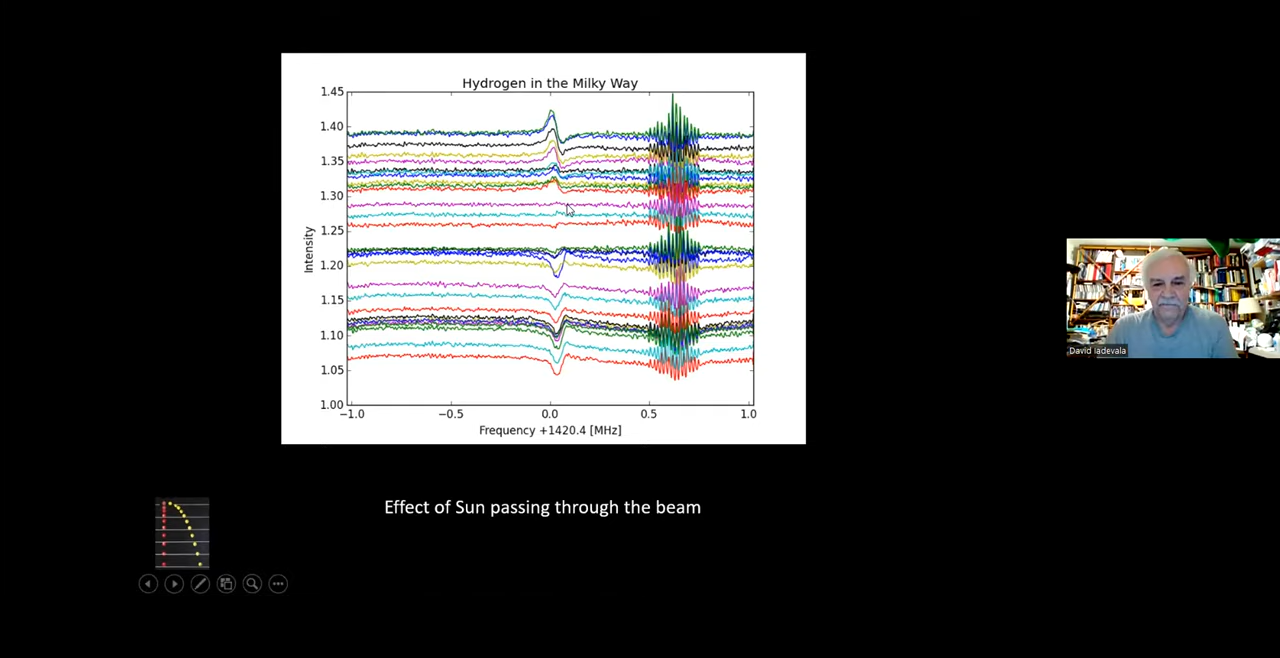 Hydrogen in the Milky Way
1.45
1.40
1.35
1.30
1.25
1.20
1.15
1.10
1.05
1.00
Intensity
−1.0 −0.5 0.0 0.5 1.0
Frequency +1420.4 [MHz]
Effect of Sun passing through the beam
David Iadevala